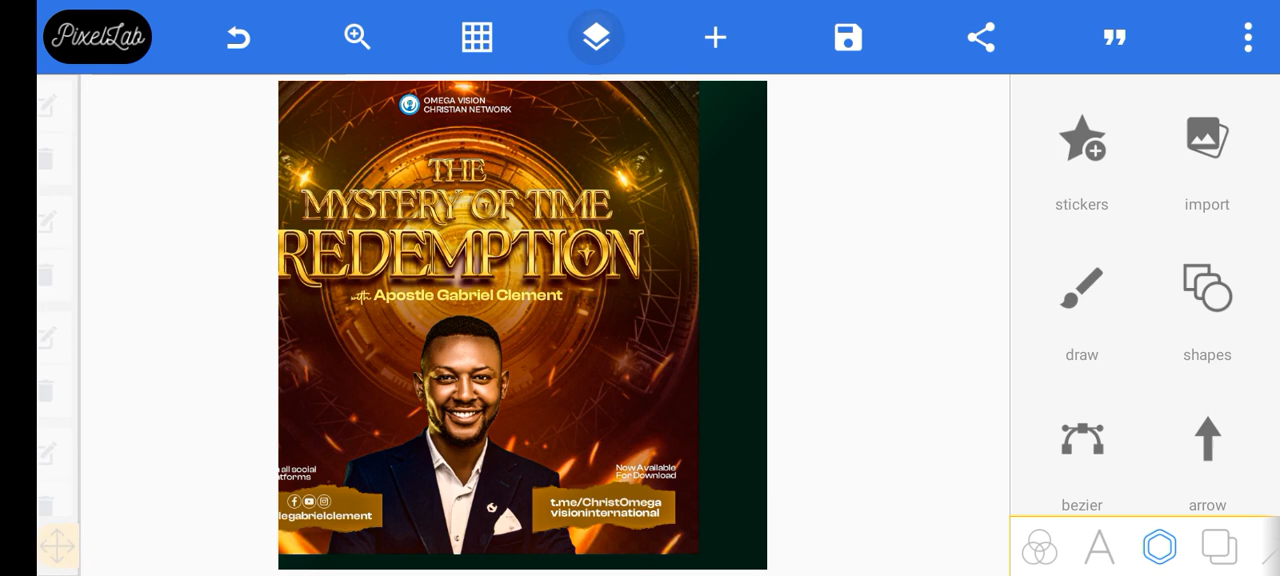 PixelLab
OMEGA VISION
CHRISTIAN NETWORK
THE
MYSTERY OF TIME
REDEMPTION
with Apostle Gabriel Clement
all social
tforms
legabrielclement
Now Available
For Download
t.me/ChristOmega
visioninternational
stickers
import
draw
shapes
bezier
arrow